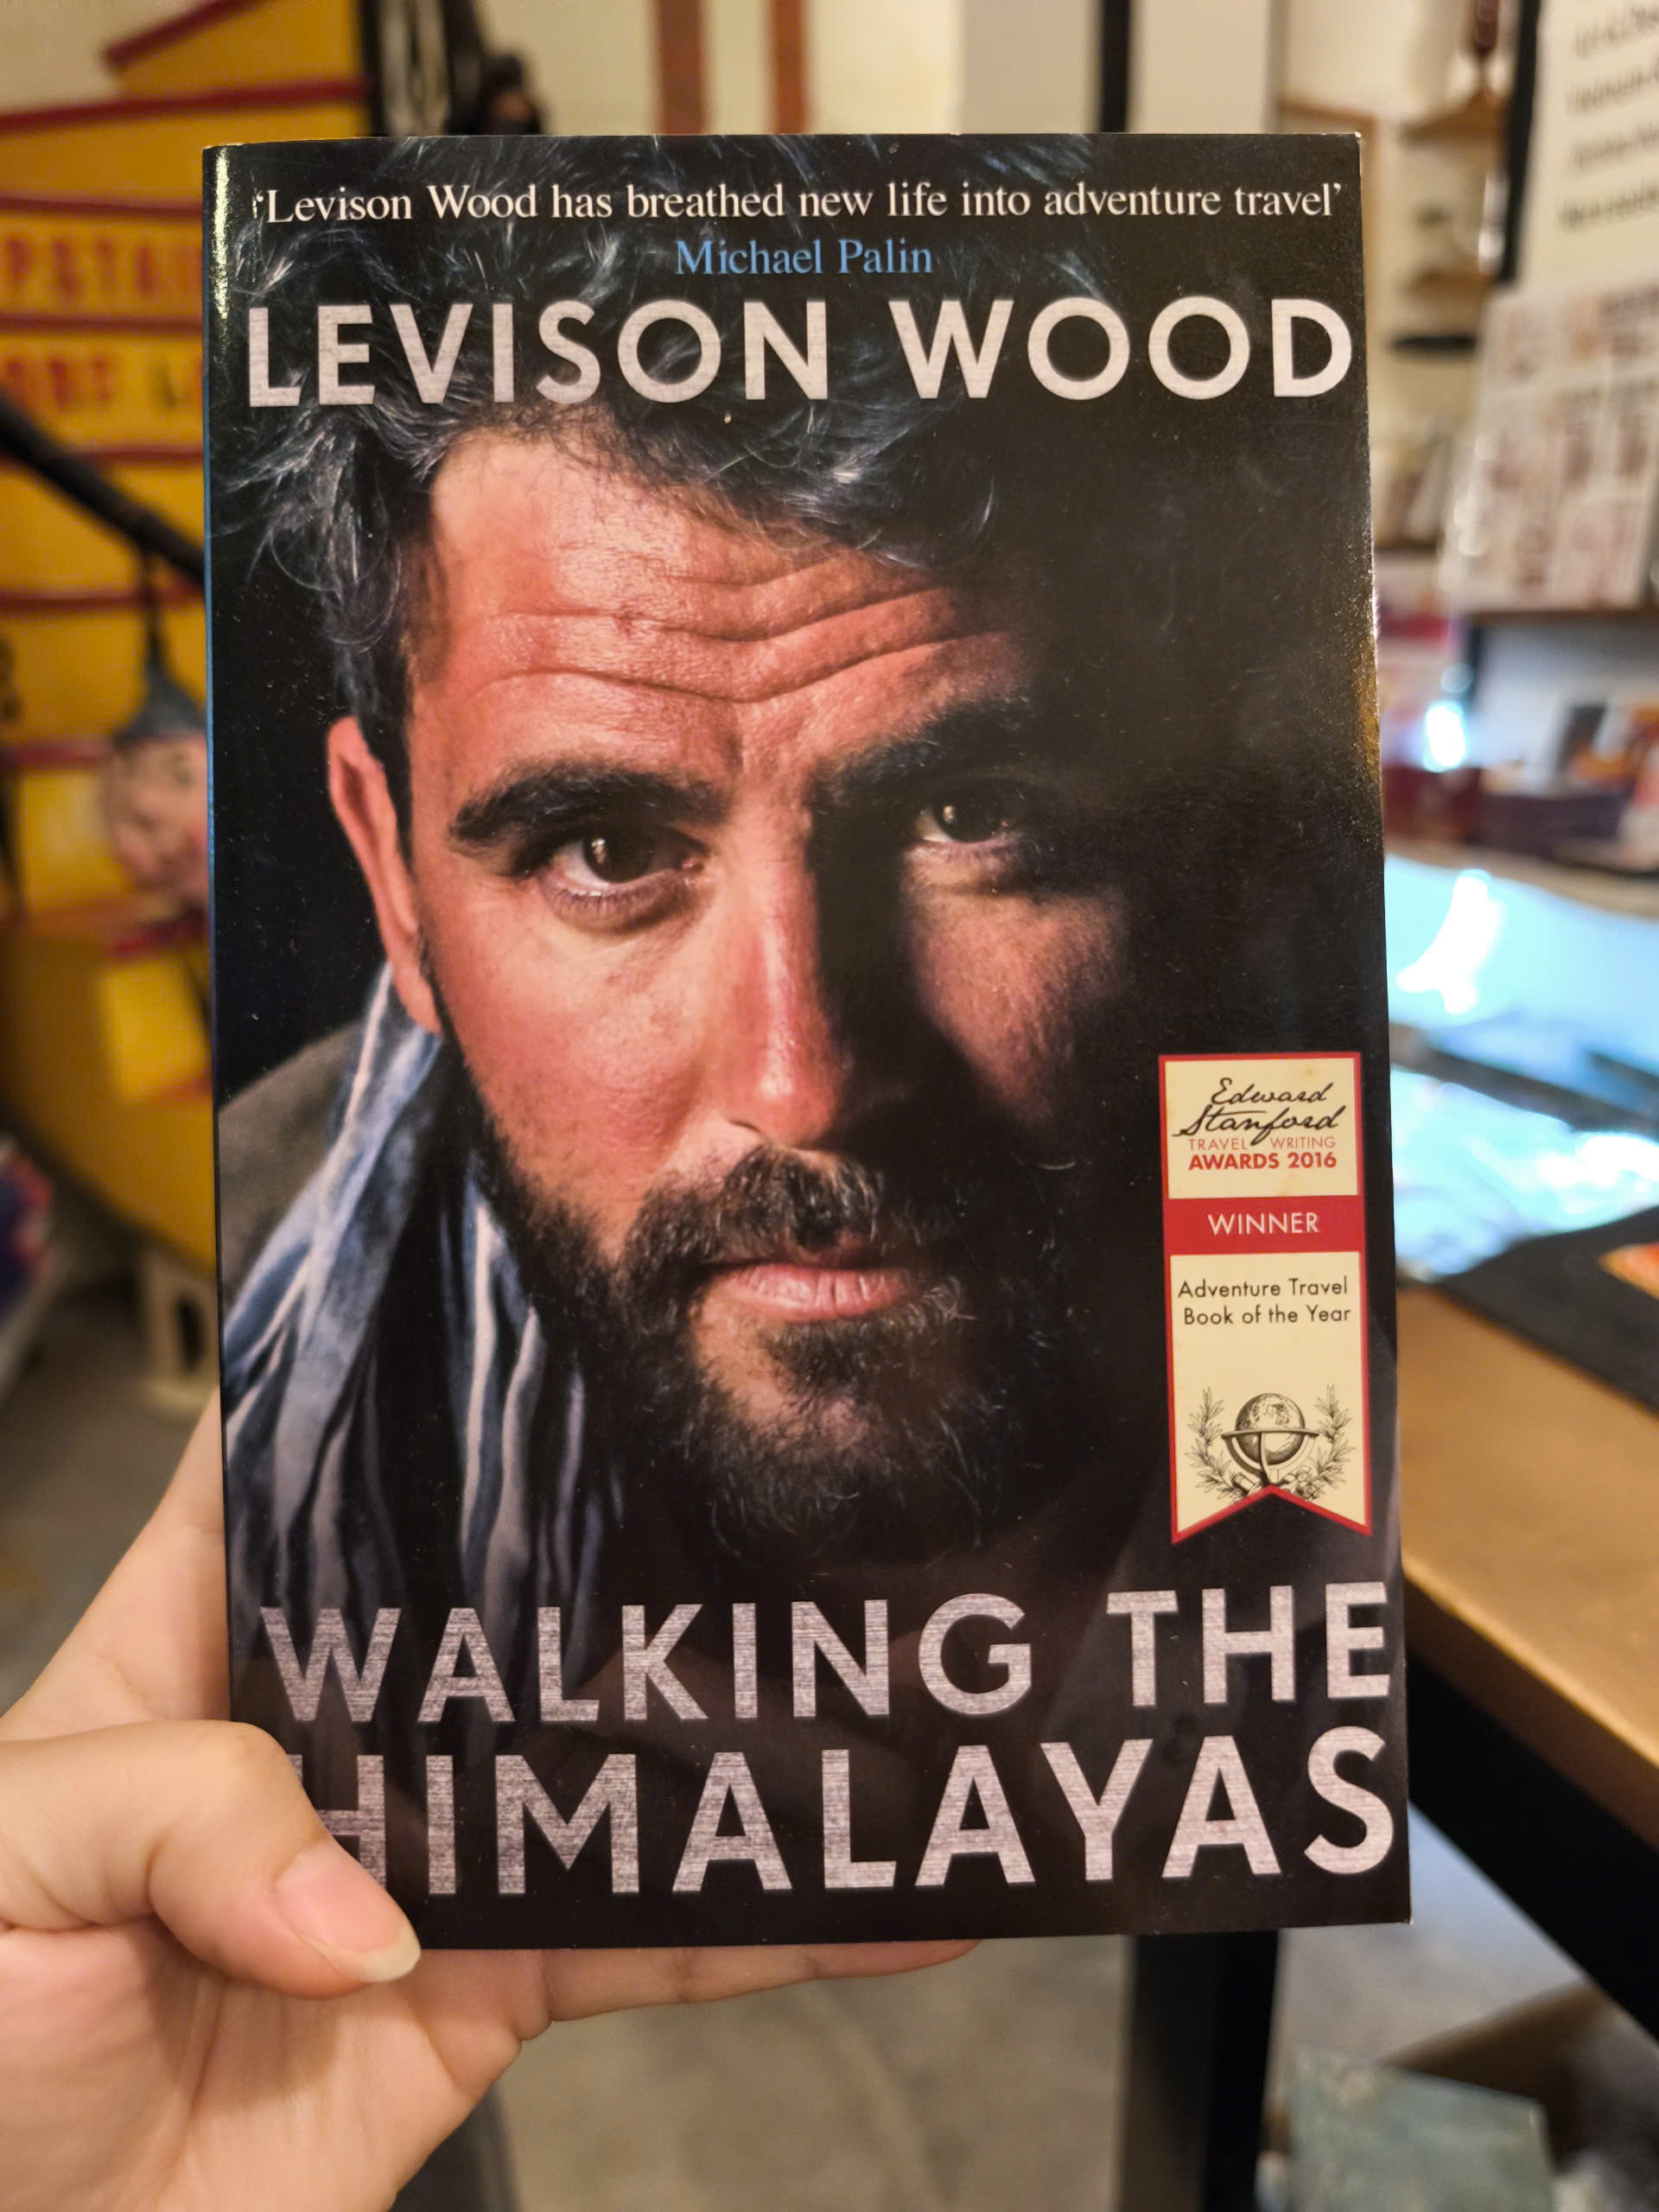 'Levison Wood has breathed new life into adventure travel'
Michael Palin
LEVISON WOOD
Edward
Stanford
TRAVEL WRITING
AWARDS 2016
WINNER
Adventure Travel
Book of the Year
WALKING THE
HIMALAYAS